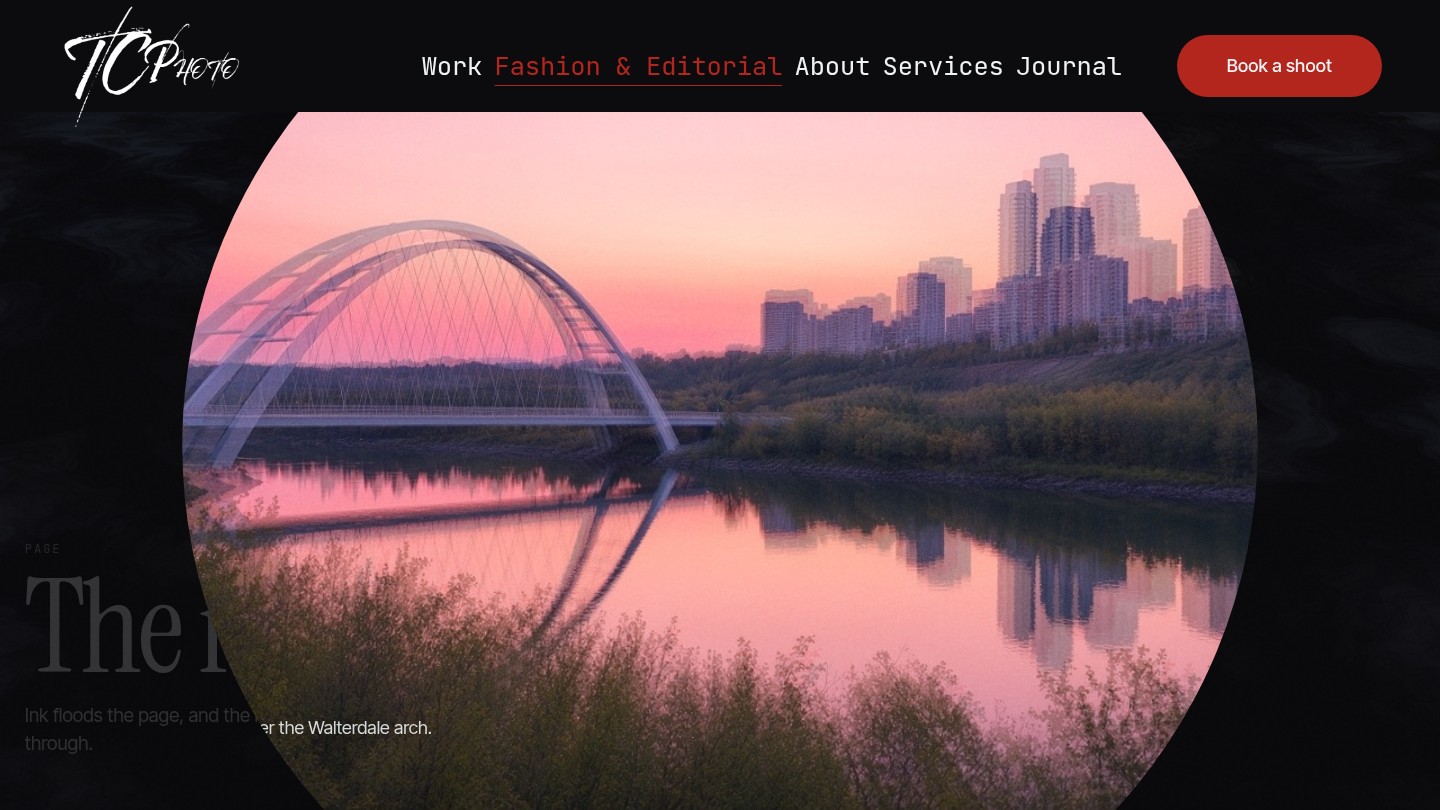 TCPHOTO
Work Fashion & Editorial About Services Journal
Book a shoot
PAGE
The
Ink floods the page, and the
through.
the Walterdale arch.